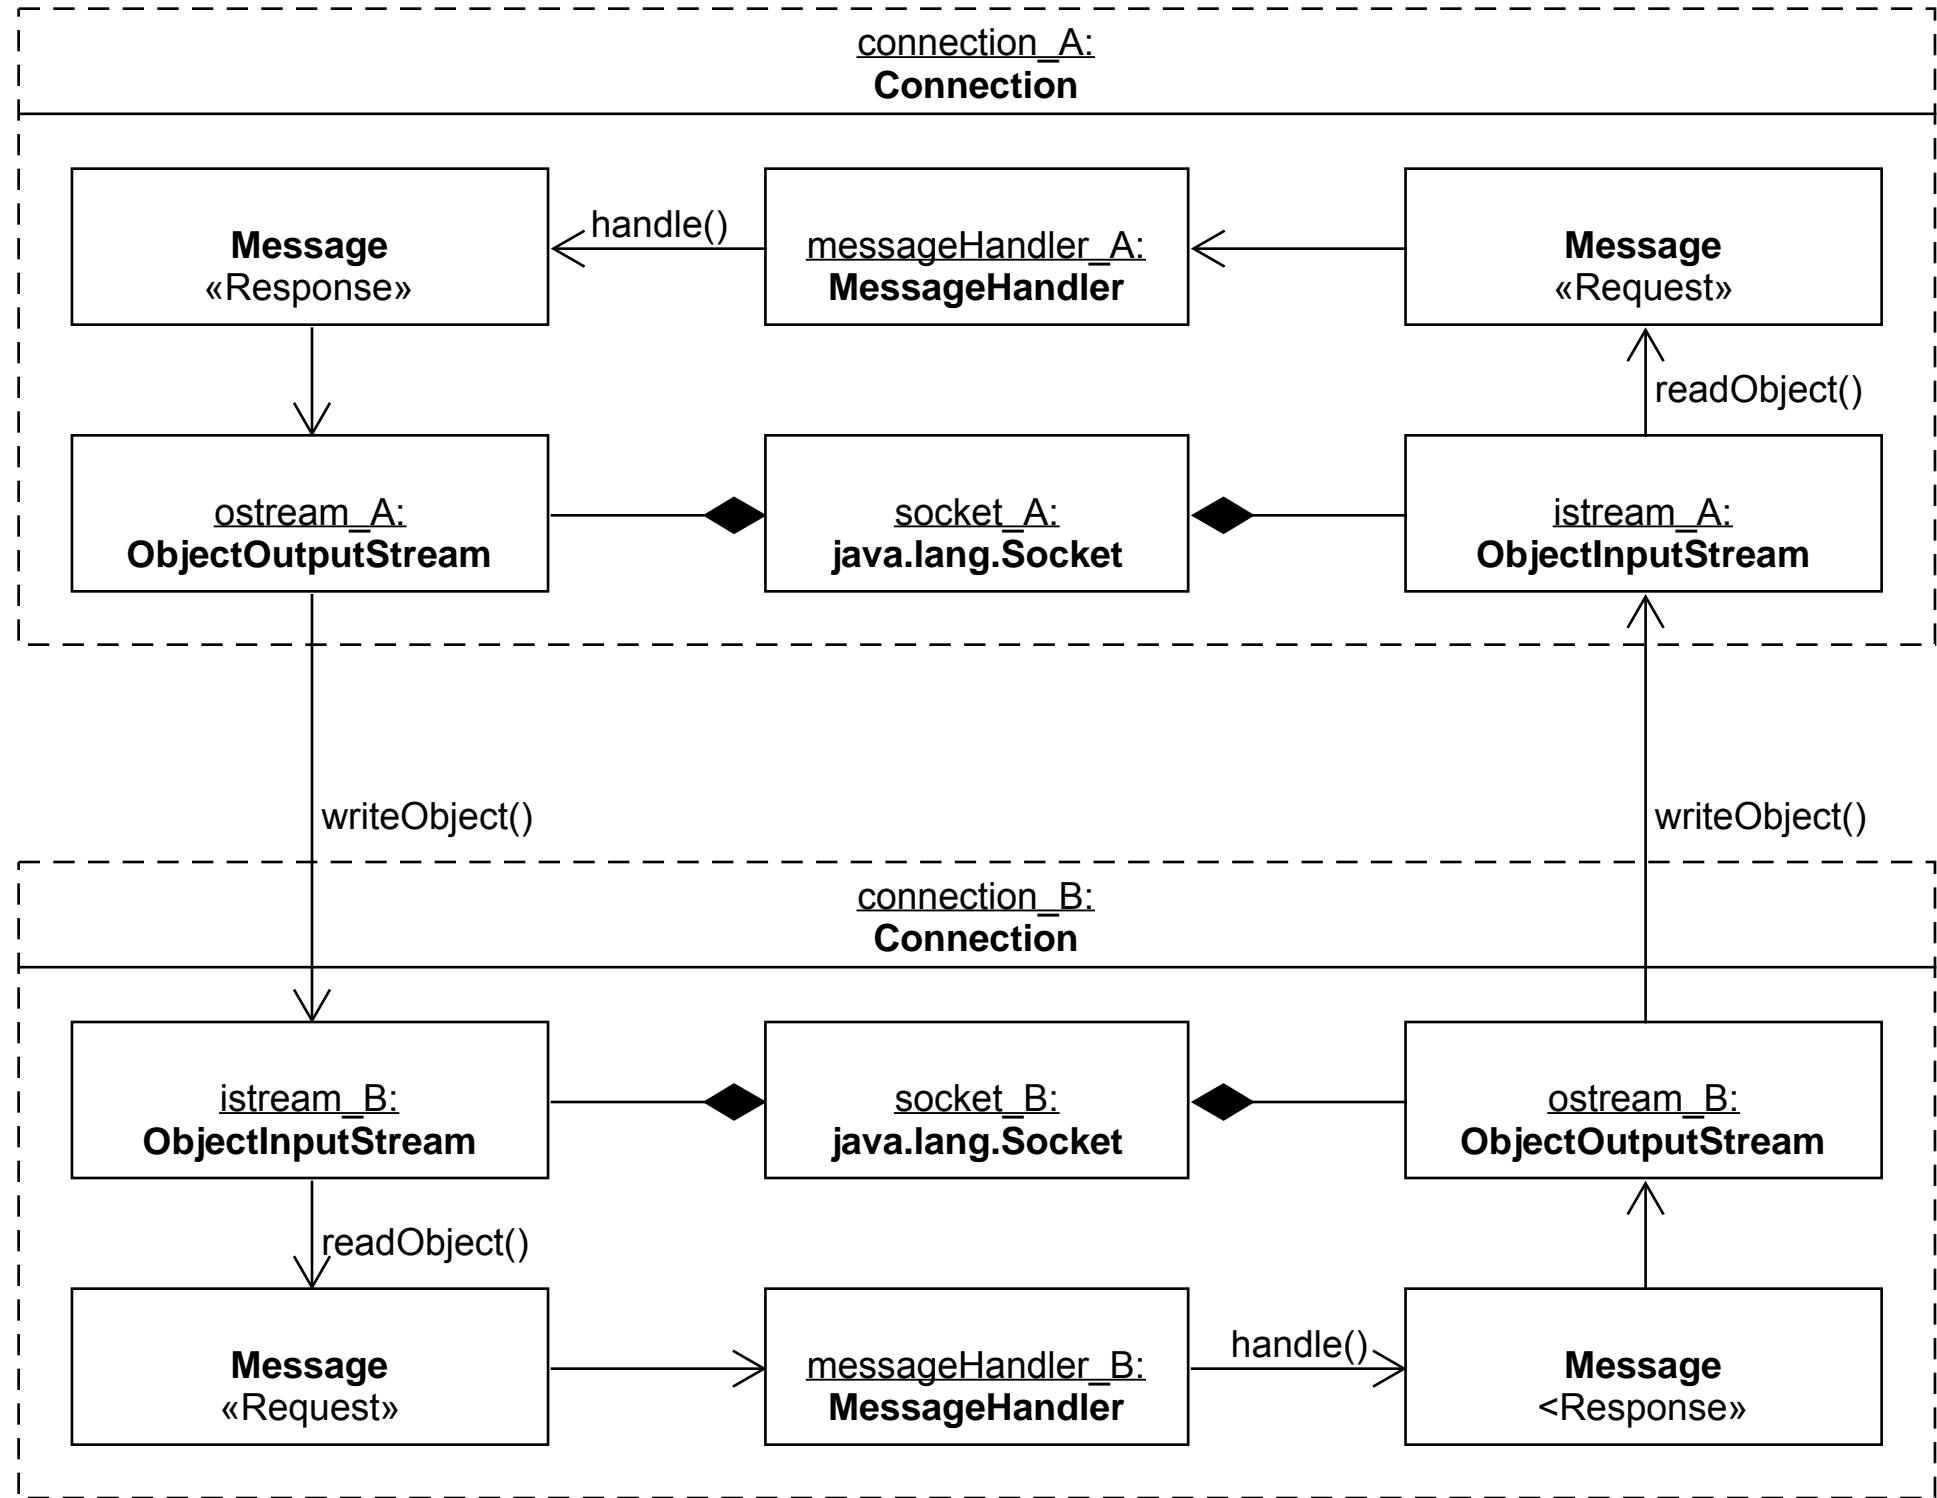 connection_A:
Connection
Message
«Response»
handle()
messageHandler_A:
MessageHandler
Message
«Request»
readObject()
ostream_A:
ObjectOutputStream
socket_A:
java.lang.Socket
istream_A:
ObjectInputStream
writeObject()
writeObject()
connection_B:
Connection
istream_B:
ObjectInputStream
socket_B:
java.lang.Socket
ostream_B:
ObjectOutputStream
readObject()
Message
«Request»
messageHandler_B:
MessageHandler
handle()
Message
<Response»